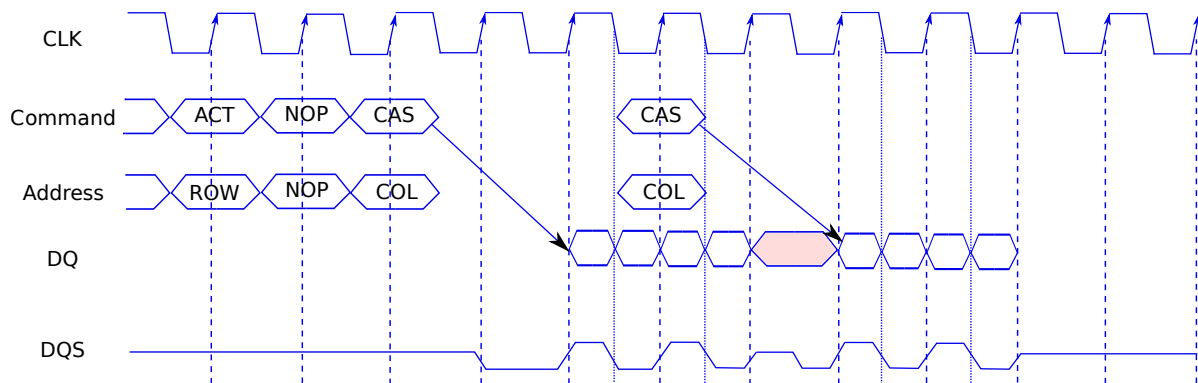 CLK
Command ACT NOP CAS CAS
Address ROW NOP COL COL
DQ
DQS